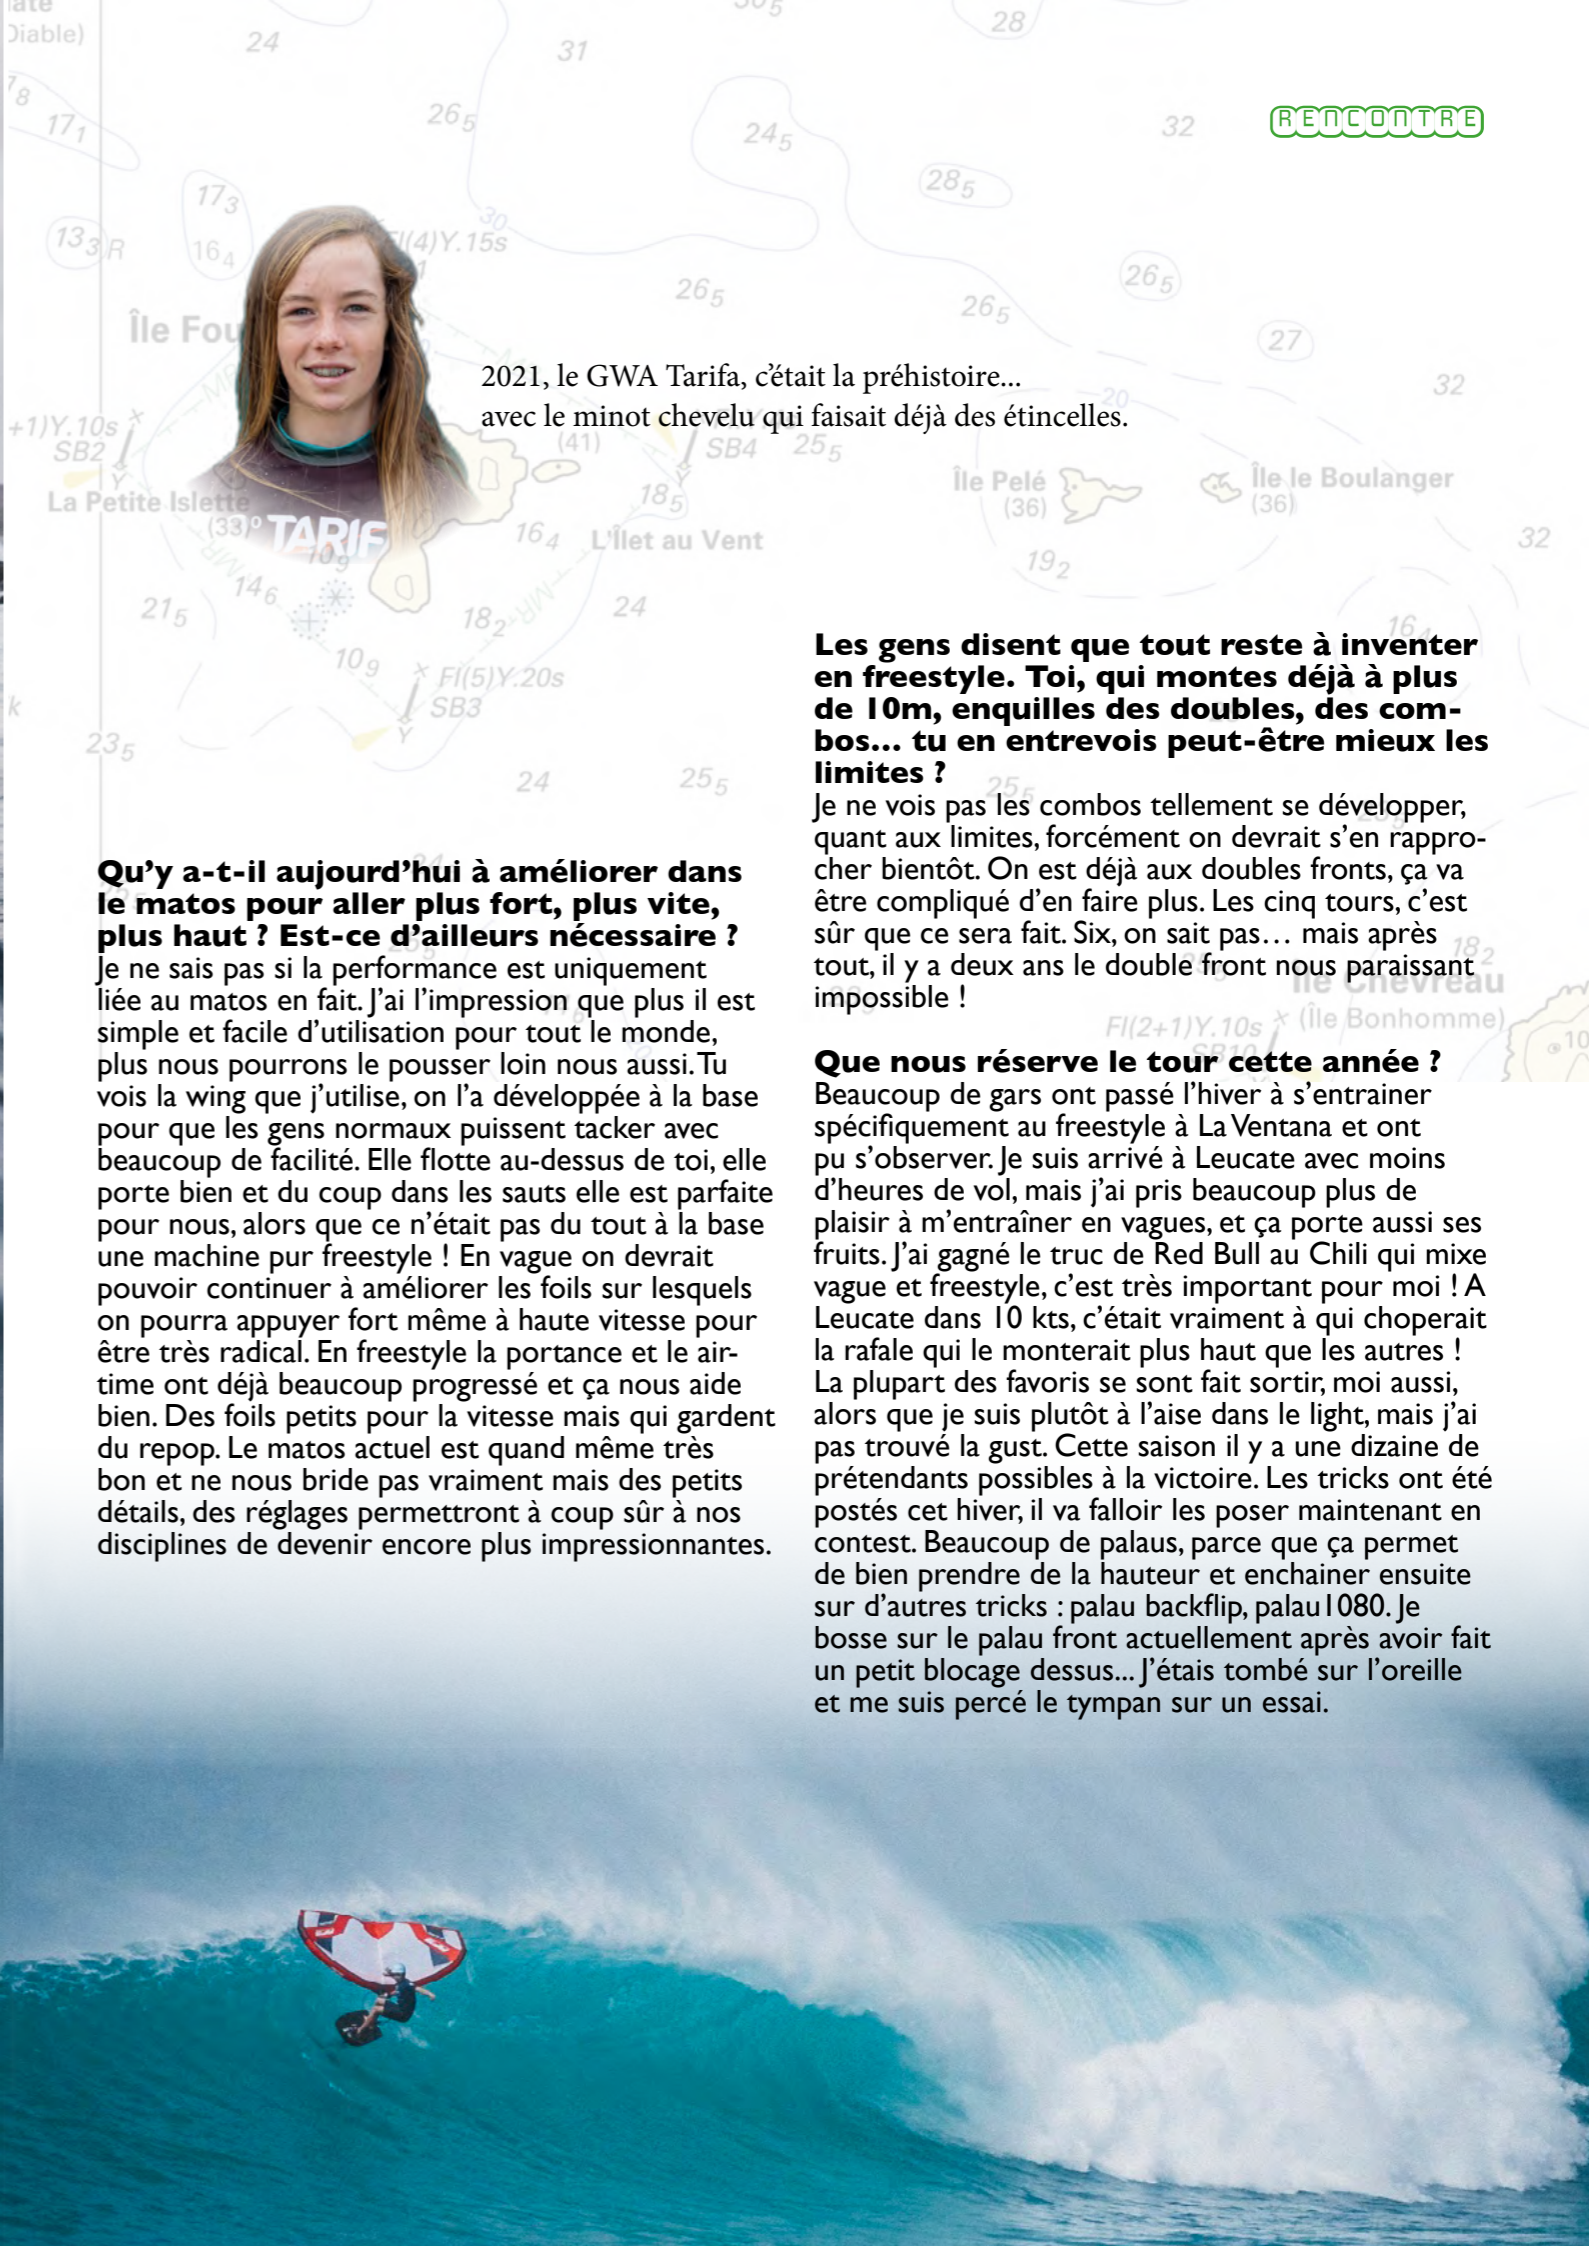 RENCONTRE
2021, le GWA Tarifa, c’était la préhistoire...
avec le minot chevelu qui faisait déjà des étincelles.
TARIF
Qu’y a-t-il aujourd’hui à améliorer dans
le matos pour aller plus fort, plus vite,
plus haut ? Est-ce d’ailleurs nécessaire ?
Je ne sais pas si la performance est uniquement
liée au matos en fait. J’ai l’impression que plus il est
simple et facile d’utilisation pour tout le monde,
plus nous pourrons le pousser loin nous aussi. Tu
vois la wing que j’utilise, on l’a développée à la base
pour que les gens normaux puissent tacker avec
beaucoup de facilité. Elle flotte au-dessus de toi, elle
porte bien et du coup dans les sauts elle est parfaite
pour nous, alors que ce n’était pas du tout à la base
une machine pur freestyle ! En vague on devrait
pouvoir continuer à améliorer les foils sur lesquels
on pourra appuyer fort même à haute vitesse pour
être très radical. En freestyle la portance et le air-
time ont déjà beaucoup progressé et ça nous aide
bien. Des foils petits pour la vitesse mais qui gardent
du repop. Le matos actuel est quand même très
bon et ne nous bride pas vraiment mais des petits
détails, des réglages permettront à coup sûr à nos
disciplines de devenir encore plus impressionnantes.
Les gens disent que tout reste à inventer
en freestyle. Toi, qui montes déjà à plus
de 10m, enquilles des doubles, des com-
bos... tu en entrevois peut-être mieux les
limites ?
Je ne vois pas les combos tellement se développer,
quant aux limites, forcément on devrait s’en rappro-
cher bientôt. On est déjà aux doubles fronts, ça va
être compliqué d’en faire plus. Les cinq tours, c’est
sûr que ce sera fait. Six, on sait pas… mais après
tout, il y a deux ans le double front nous paraissant
impossible !
Que nous réserve le tour cette année ?
Beaucoup de gars ont passé l’hiver à s’entrainer
spécifiquement au freestyle à La Ventana et ont
pu s’observer. Je suis arrivé à Leucate avec moins
d’heures de vol, mais j’ai pris beaucoup plus de
plaisir à m’entraîner en vagues, et ça porte aussi ses
fruits. J’ai gagné le truc de Red Bull au Chili qui mixe
vague et freestyle, c’est très important pour moi ! A
Leucate dans 10 kts, c’était vraiment à qui choperait
la rafale qui le monterait plus haut que les autres !
La plupart des favoris se sont fait sortir, moi aussi,
alors que je suis plutôt à l’aise dans le light, mais j’ai
pas trouvé la gust. Cette saison il y a une dizaine de
prétendants possibles à la victoire. Les tricks ont été
postés cet hiver, il va falloir les poser maintenant en
contest. Beaucoup de palaus, parce que ça permet
de bien prendre de la hauteur et enchainer ensuite
sur d’autres tricks : palau backflip, palau1080. Je
bosse sur le palau front actuellement après avoir fait
un petit blocage dessus... J’étais tombé sur l’oreille
et me suis percé le tympan sur un essai.
La Petite Islette
L’Îlet au Vent
Île Pelé
(36)
Île le Boulanger
(36)
Île Chevreau
(Île Bonhomme)